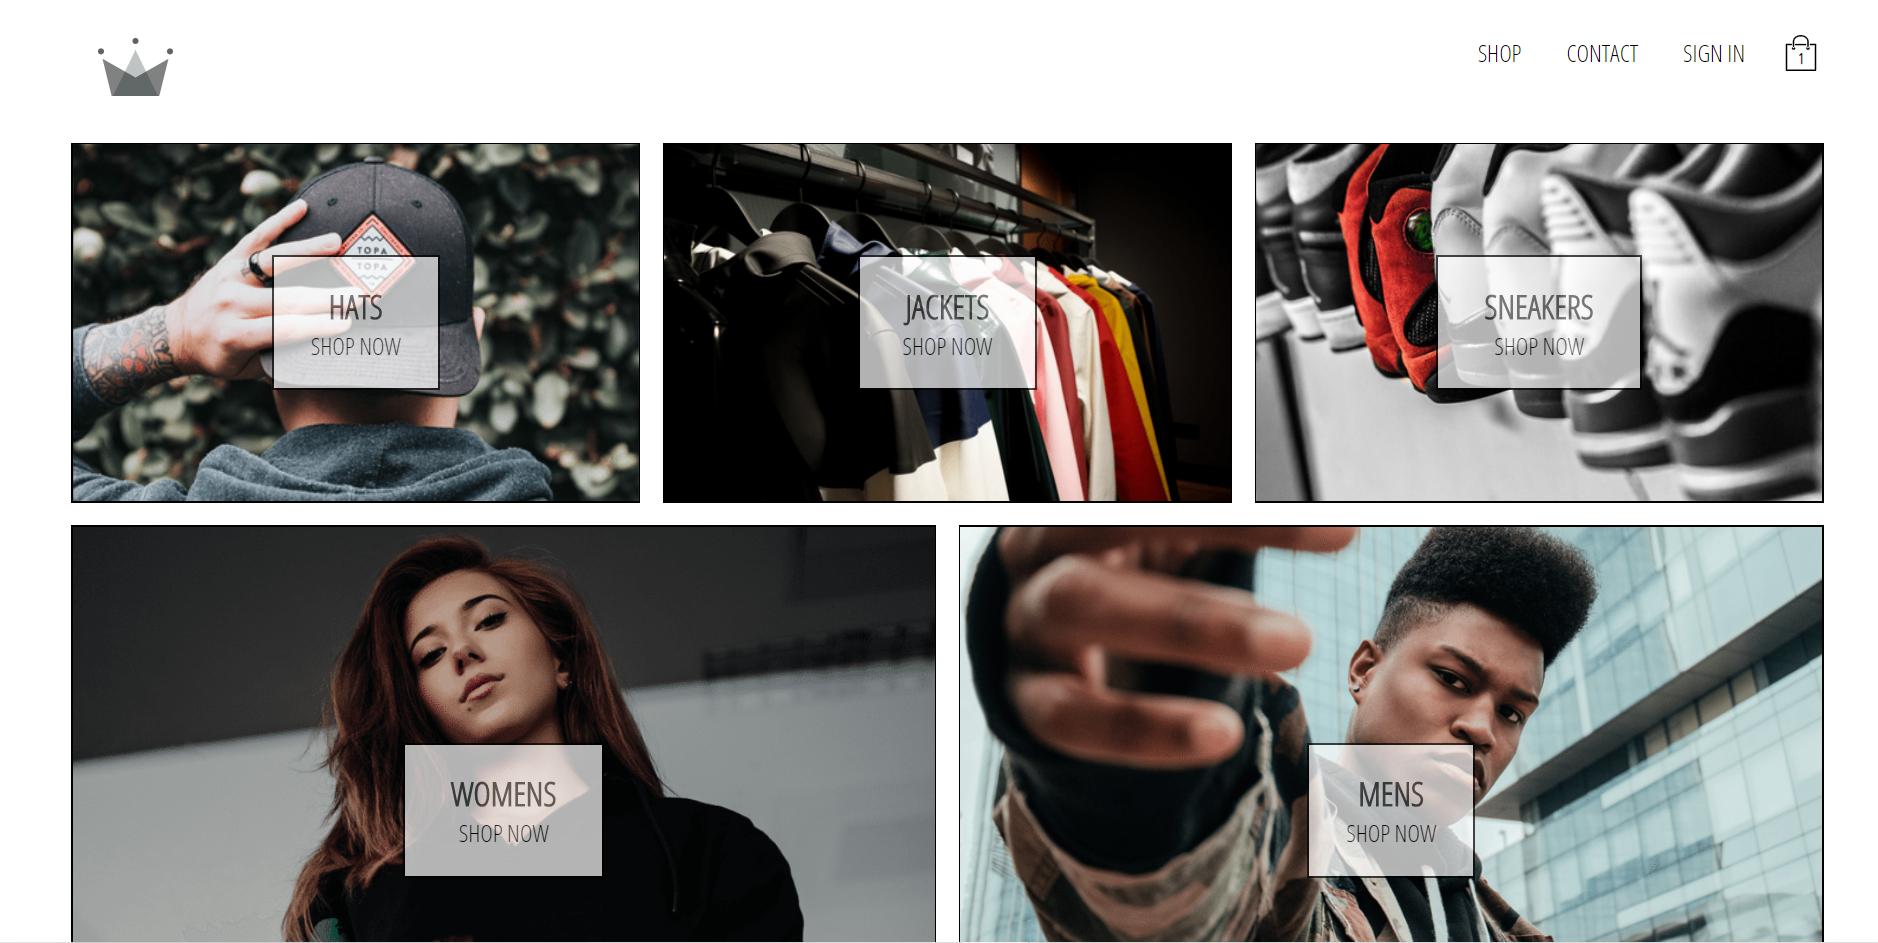 SHOP
CONTACT
SIGN IN
1
TOPA
TOPA
HATS
SHOP NOW
JACKETS
SHOP NOW
SNEAKERS
SHOP NOW
WOMENS
SHOP NOW
MENS
SHOP NOW